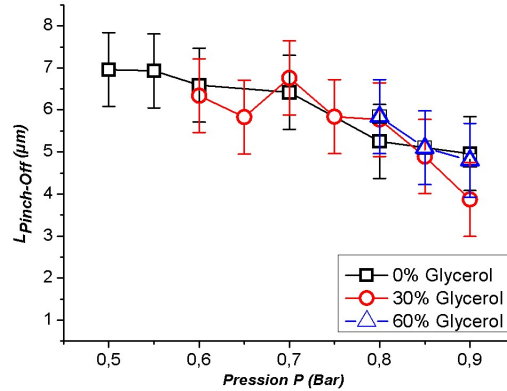 8
7
6
5
4
3
2
1
L Pinch-Off (µm)
0% Glycerol
30% Glycerol
60% Glycerol
0,5 0,6 0,7 0,8 0,9
Pression P (Bar)